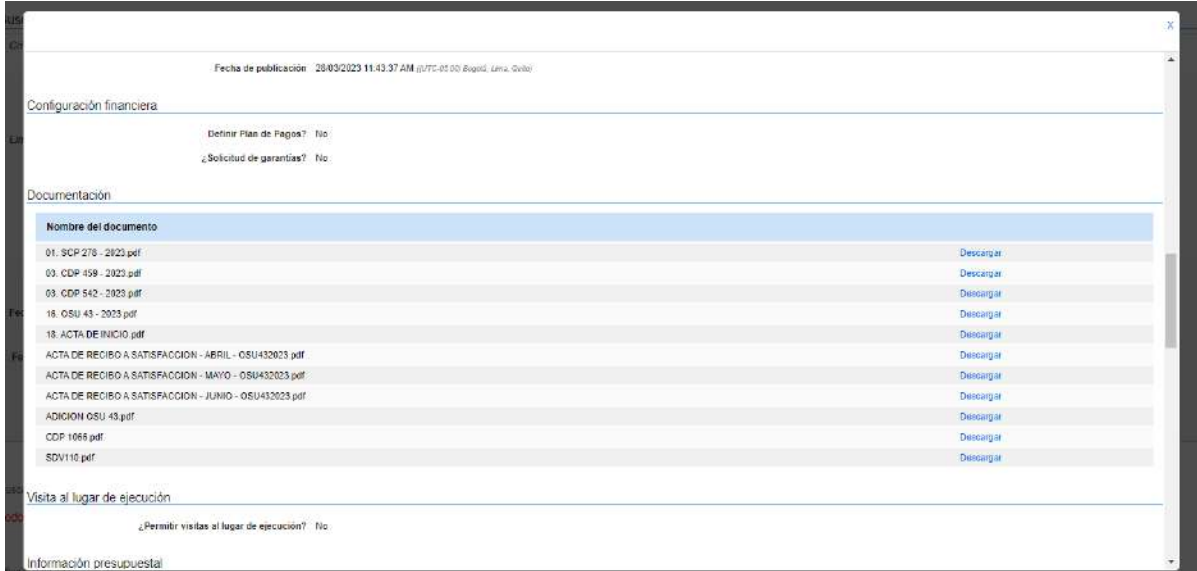 x
Fecha de publicación 28/03/2023 11:43:37 AM ((UTC-05:00) Bogotá, Lima, Quito)
Configuración financiera
Definir Plan de Pagos? No
¿Solicitud de garantías? No
Documentación
Nombre del documento
01. SCP 278 - 2023.pdf Descargar
03. CDP 459 - 2023.pdf Descargar
03. CDP 542 - 2023.pdf Descargar
16. OSU 43 - 2023.pdf Descargar
18. ACTA DE INICIO.pdf Descargar
ACTA DE RECIBO A SATISFACCION - ABRIL - OSU432023.pdf Descargar
ACTA DE RECIBO A SATISFACCION - MAYO - OSU432023.pdf Descargar
ACTA DE RECIBO A SATISFACCION - JUNIO - OSU432023.pdf Descargar
ADICION OSU 43.pdf Descargar
CDP 1066.pdf Descargar
SDV110.pdf Descargar
Visita al lugar de ejecución
¿Permitir visitas al lugar de ejecución? No
Información presupuestal